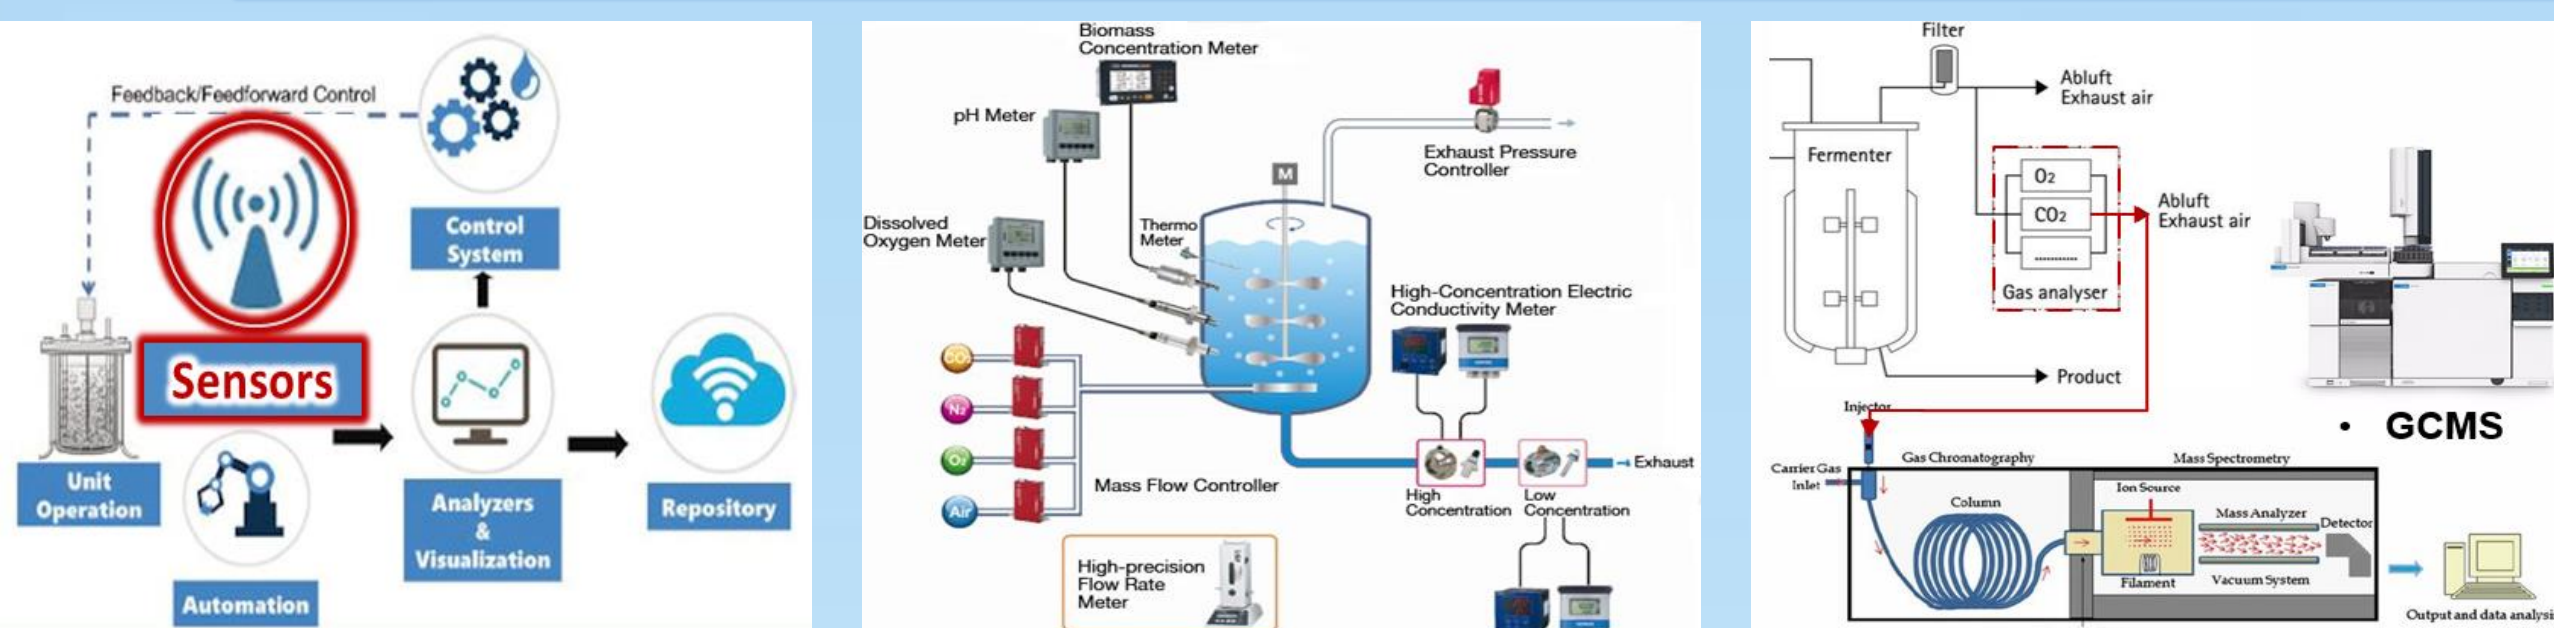 Feedback/Feedforward Control
Control
System
Sensors
Unit
Operation
Automation
Analyzers
&
Visualization
Repository
Biomass
Concentration Meter
pH Meter
Dissolved
Oxygen Meter
Thermo
Meter
M
Exhaust Pressure
Controller
High-Concentration Electric
Conductivity Meter
CO2
N2
O2
Air
Mass Flow Controller
High
Concentration
Low
Concentration
Exhaust
High-precision
Flow Rate
Meter
Filter
Abluft
Exhaust air
Fermenter
O2
CO2
...........
Gas analyser
Abluft
Exhaust air
Product
• GCMS
Injector
Carrier Gas
Inlet
Gas Chromatography
Mass Spectrometry
Column
Ion Source
Filament
Mass Analyzer
Detector
Vacuum System
Output and data analysi